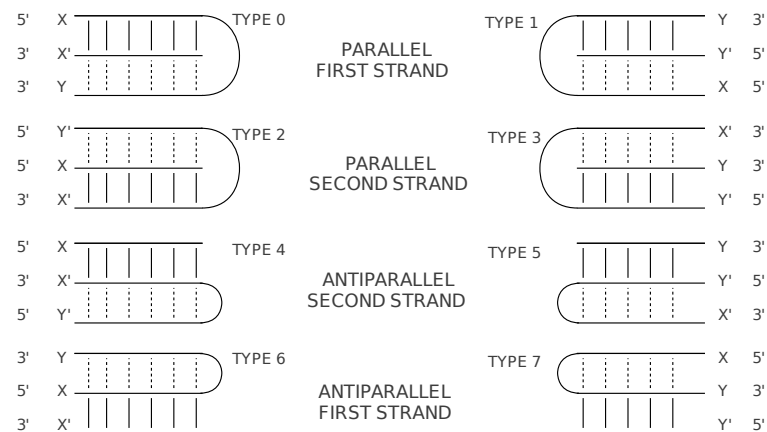 5' X TYPE 0 TYPE 1 Y 3'
3' X' PARALLEL Y' 5'
FIRST STRAND
3' Y X 5'
5' Y' TYPE 2 TYPE 3 X' 3'
5' X PARALLEL Y 3'
SECOND STRAND
3' X' Y' 5'
5' X TYPE 4 TYPE 5 Y 3'
3' X' ANTIPARALLEL Y' 5'
SECOND STRAND
5' Y' X' 3'
3' Y TYPE 6 TYPE 7 X 5'
5' X ANTIPARALLEL Y 3'
FIRST STRAND
3' X' Y' 5'